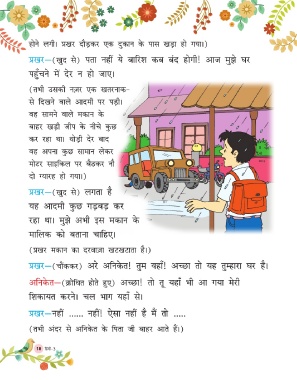 होने लगी। प्रखर दौड़कर एक दुकान के पास खड़ा हो गया।)
प्रखर–(खुद से) पता नहीं ये बारिश कब बंद होगी! आज मुझे घर
पहुँचने में देर न हो जाए।
(तभी उसकी नज़र एक खतरनाक-
से दिखने वाले आदमी पर पड़ी।
वह सामने वाले मकान के
बाहर खड़ी जीप के नीचे कुछ
कर रहा था। थोड़ी देर बाद
वह अपना कुछ सामान लेकर
मोटर साइकिल पर बैठकर नौ
दो ग्यारह हो गया।)
प्रखर–(खुद से) लगता है
यह आदमी कुछ गड़बड़ कर
रहा था। मुझे अभी इस मकान के
मालिक को बताना चाहिए।
(प्रखर मकान का दरवाज़ा खटखटाता है।)
प्रखर–(चौंककर) अरे अनिकेत! तुम यहाँ! अच्छा तो यह तुम्हारा घर है।
अनिकेत–(क्रोधित होते हुए) अच्छा! तो तू यहाँ भी आ गया मेरी
शिकायत करने। चल भाग यहाँ से।
प्रखर–नहीं ...... नहीं! ऐसा नहीं है मैं तो .....
(तभी अंदर से अनिकेत के पिता जी बाहर आते हैं।)